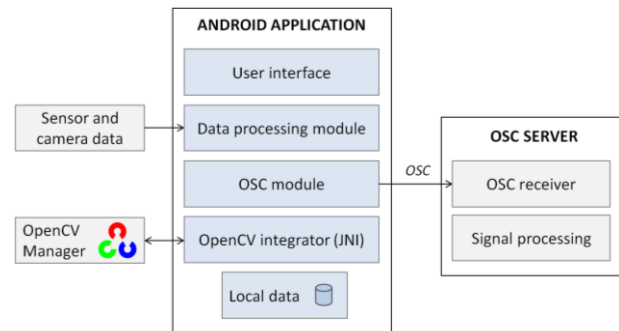 ANDROID APPLICATION
User interface
Sensor and
camera data
Data processing module
OSC SERVER
OSC
OSC module
OSC receiver
OpenCV
Manager
OpenCV integrator (JNI)
Signal processing
Local data